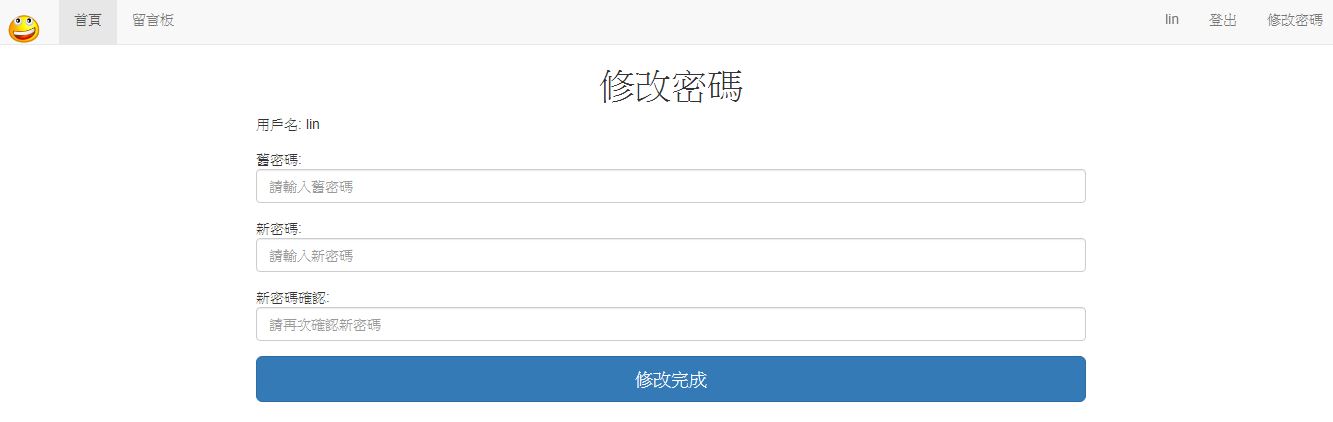 首頁 留言板 lin 登出 修改密碼
修改密碼
用戶名: lin
舊密碼:
請輸入舊密碼
新密碼:
請輸入新密碼
新密碼確認:
請再次確認新密碼
修改完成